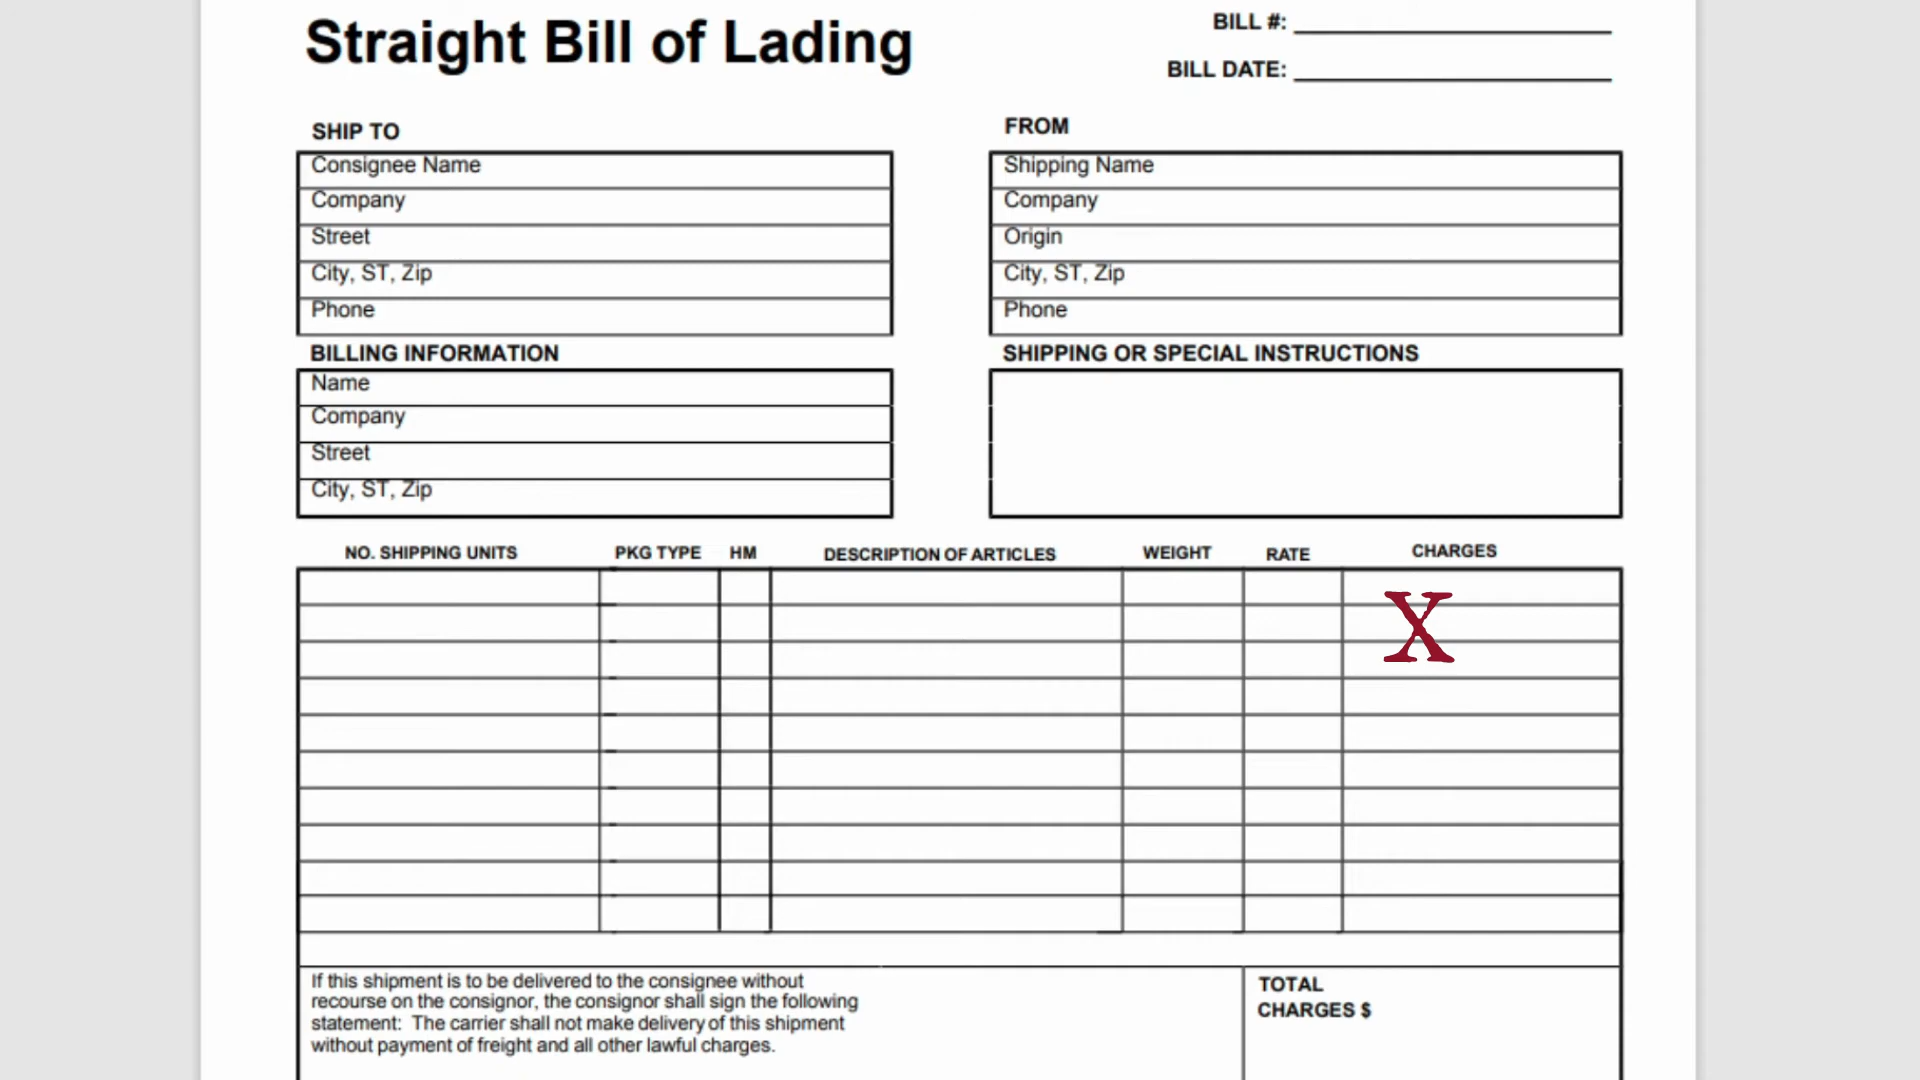 Straight Bill of Lading
BILL #:
BILL DATE:
SHIP TO
Consignee Name
Company
Street
City, ST, Zip
Phone
FROM
Shipping Name
Company
Origin
City, ST, Zip
Phone
BILLING INFORMATION
Name
Company
Street
City, ST, Zip
SHIPPING OR SPECIAL INSTRUCTIONS
NO. SHIPPING UNITS PKG TYPE HM DESCRIPTION OF ARTICLES WEIGHT RATE CHARGES
X
If this shipment is to be delivered to the consignee without
recourse on the consignor, the consignor shall sign the following
statement: The carrier shall not make delivery of this shipment
without payment of freight and all other lawful charges.
TOTAL
CHARGES $